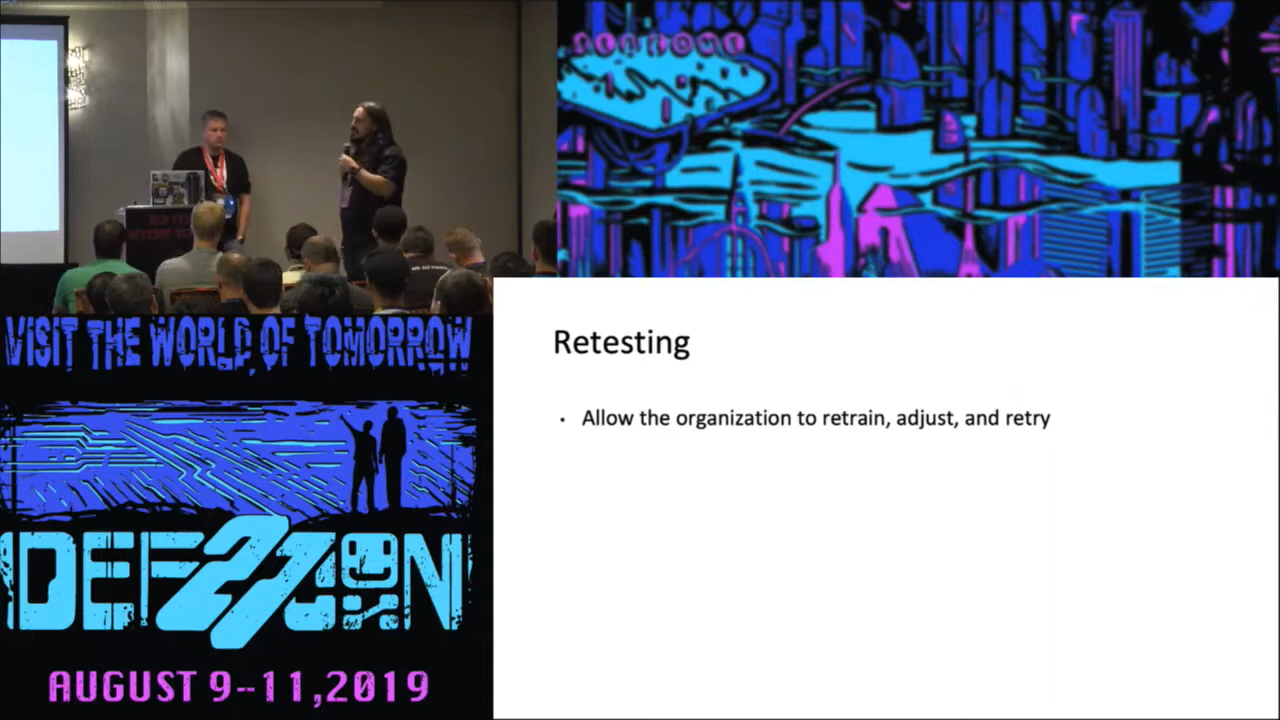 VISIT THE WORLD OF TOMORROW
DEF CON
27
AUGUST 9-11,2019
Retesting
• Allow the organization to retrain, adjust, and retry